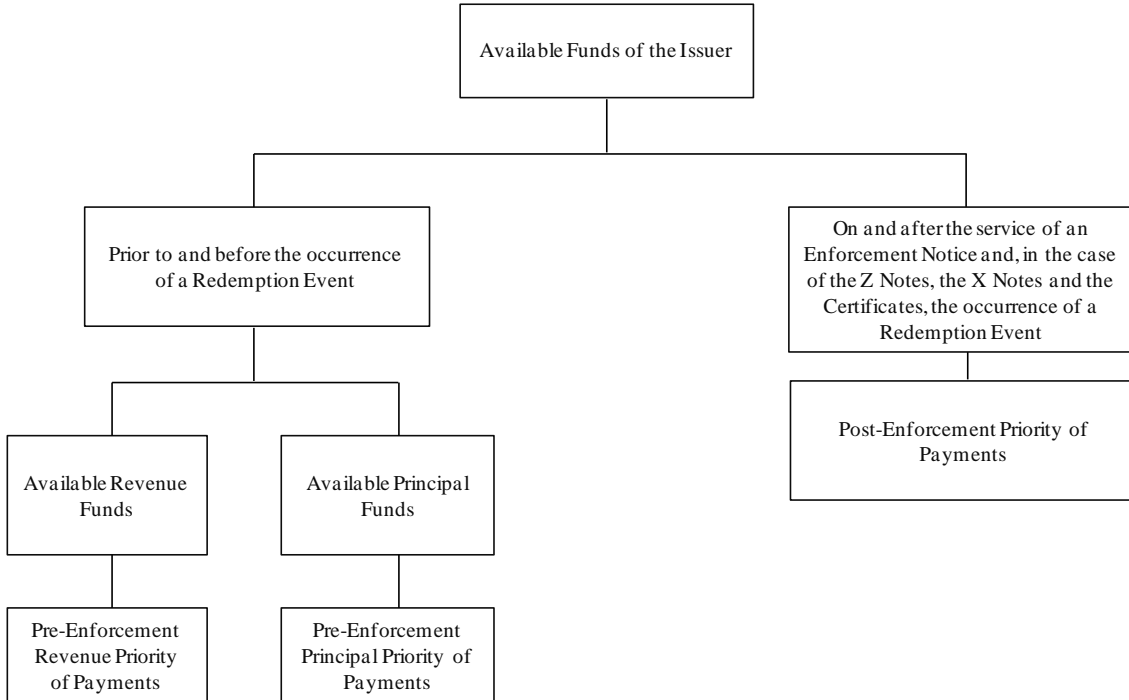 Available Funds of the Issuer
Prior to and before the occurrence
of a Redemption Event
On and after the service of an
Enforcement Notice and, in the case
of the Z Notes, the X Notes and the
Certificates, the occurrence of a
Redemption Event
Post-Enforcement Priority of
Payments
Available Revenue
Funds
Available Principal
Funds
Pre-Enforcement
Revenue Priority
of Payments
Pre-Enforcement
Principal Priority of
Payments